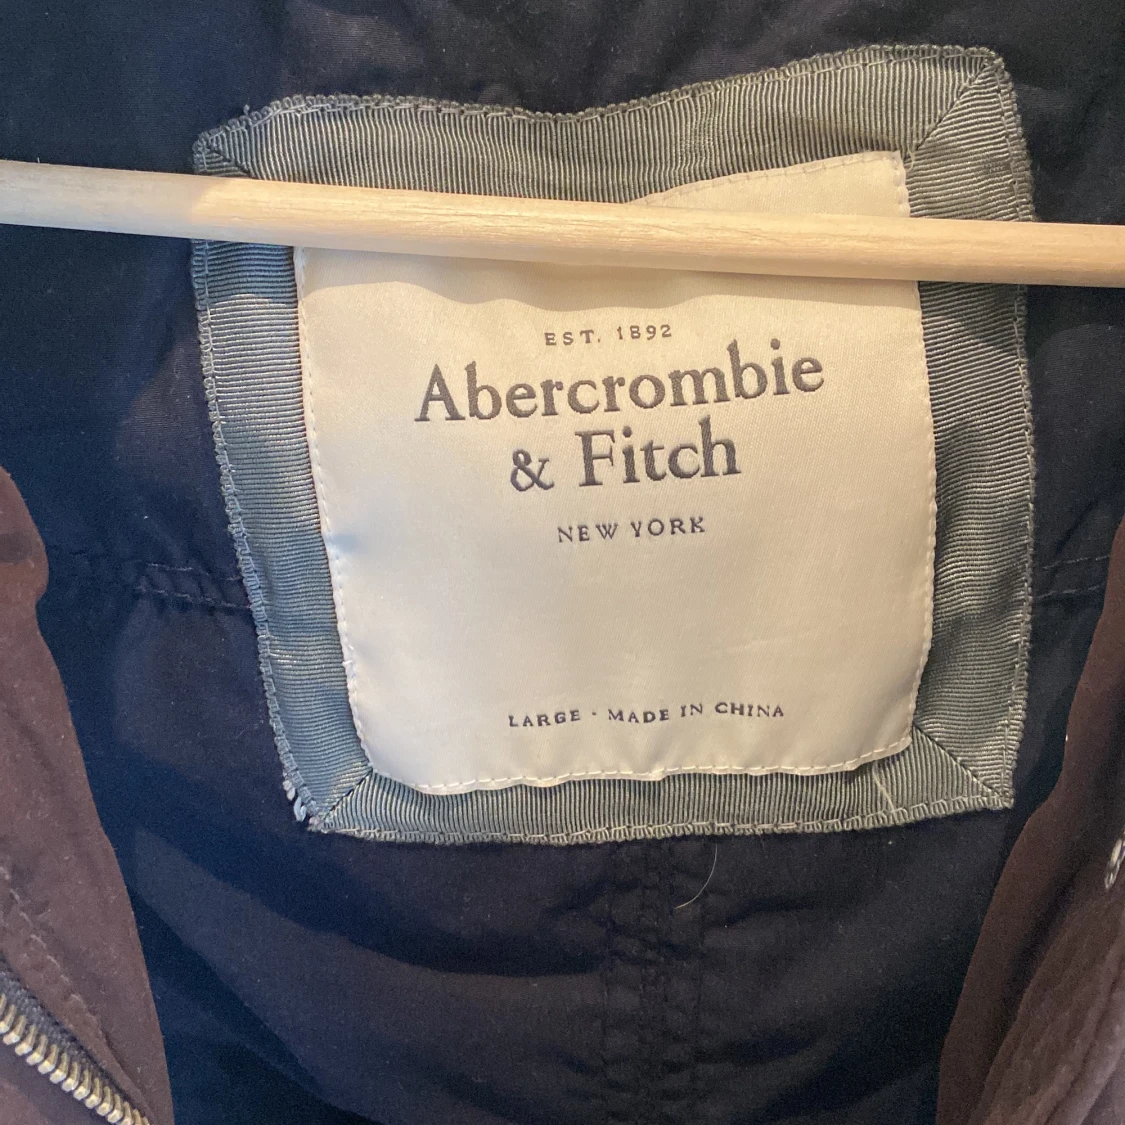 EST. 1892
Abercrombie
& Fitch
NEW YORK
LARGE · MADE IN CHINA